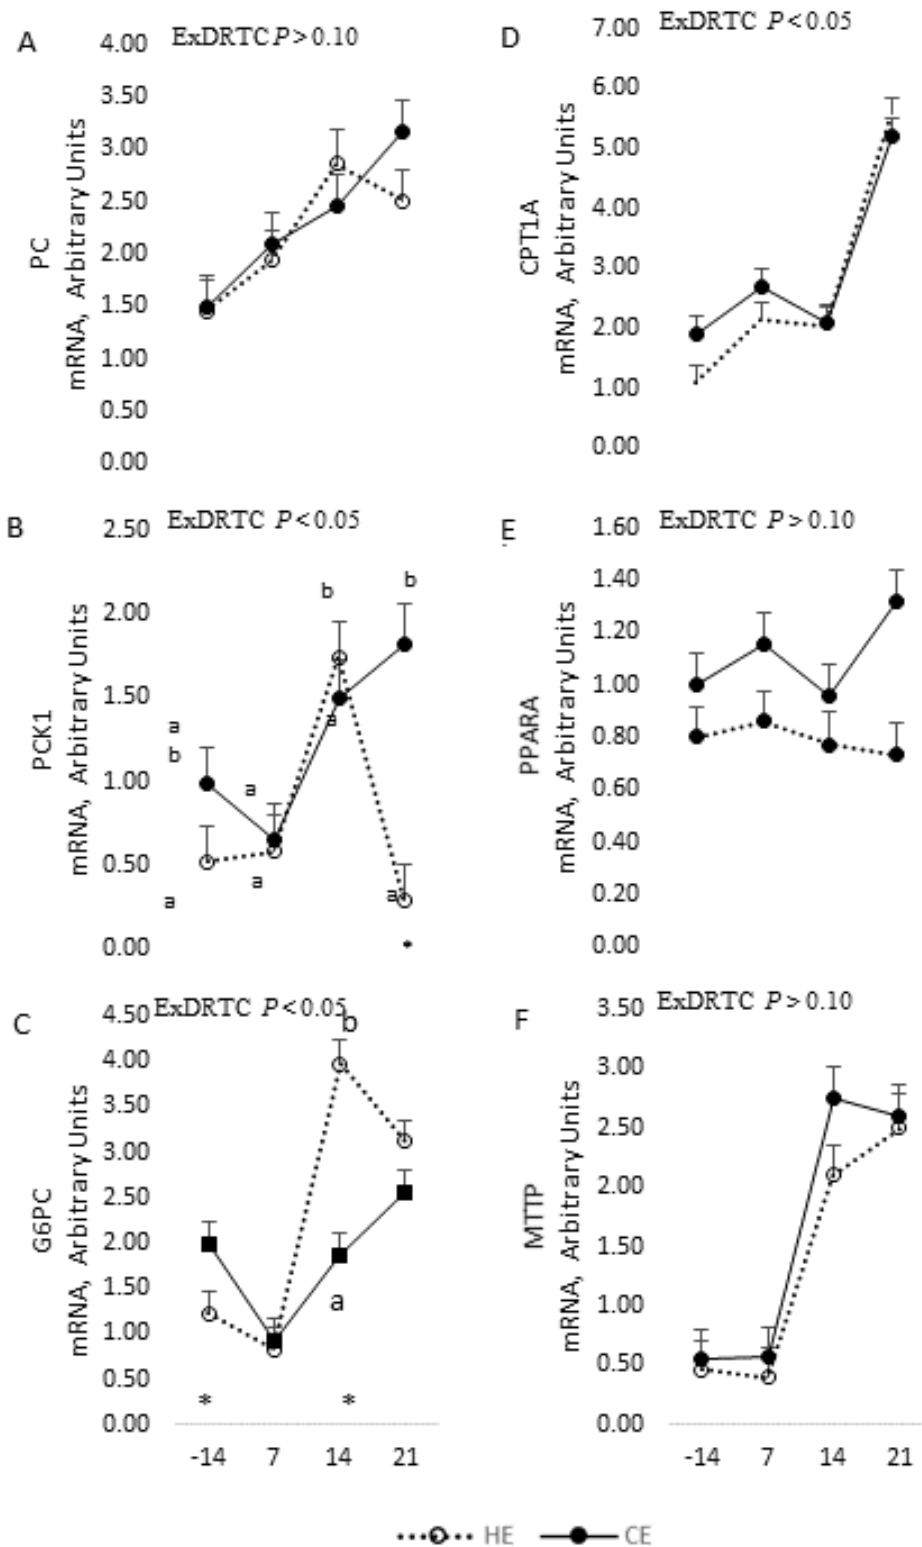 A
ExDRTC P > 0.10
4.00
3.50
3.00
2.50
2.00
1.50
1.00
0.50
0.00
PC
mRNA, Arbitrary Units
D
ExDRTC P < 0.05
7.00
6.00
5.00
4.00
3.00
2.00
1.00
0.00
CPT1A
mRNA, Arbitrary Units
B
ExDRTC P < 0.05
2.50
2.00
1.50
1.00
0.50
0.00
PCK1
mRNA, Arbitrary Units
b
b
a
a
b
a
a
a
a
*
E
ExDRTC P > 0.10
1.60
1.40
1.20
1.00
0.80
0.60
0.40
0.20
0.00
PPARA
mRNA, Arbitrary Units
C
ExDRTC P < 0.05
4.50
4.00
3.50
3.00
2.50
2.00
1.50
1.00
0.50
0.00
G6PC
mRNA, Arbitrary Units
b
a
* *
-14 7 14 21
F
ExDRTC P > 0.10
3.50
3.00
2.50
2.00
1.50
1.00
0.50
0.00
MTTP
mRNA, Arbitrary Units
-14 7 14 21
HE CE